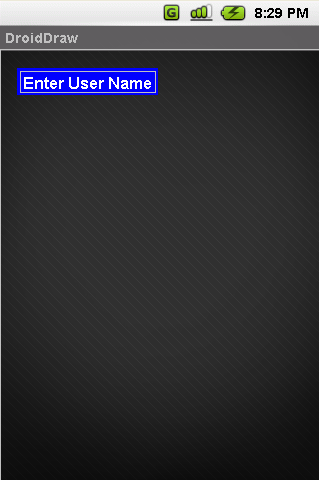 G 8:29 PM
DroidDraw
Enter User Name